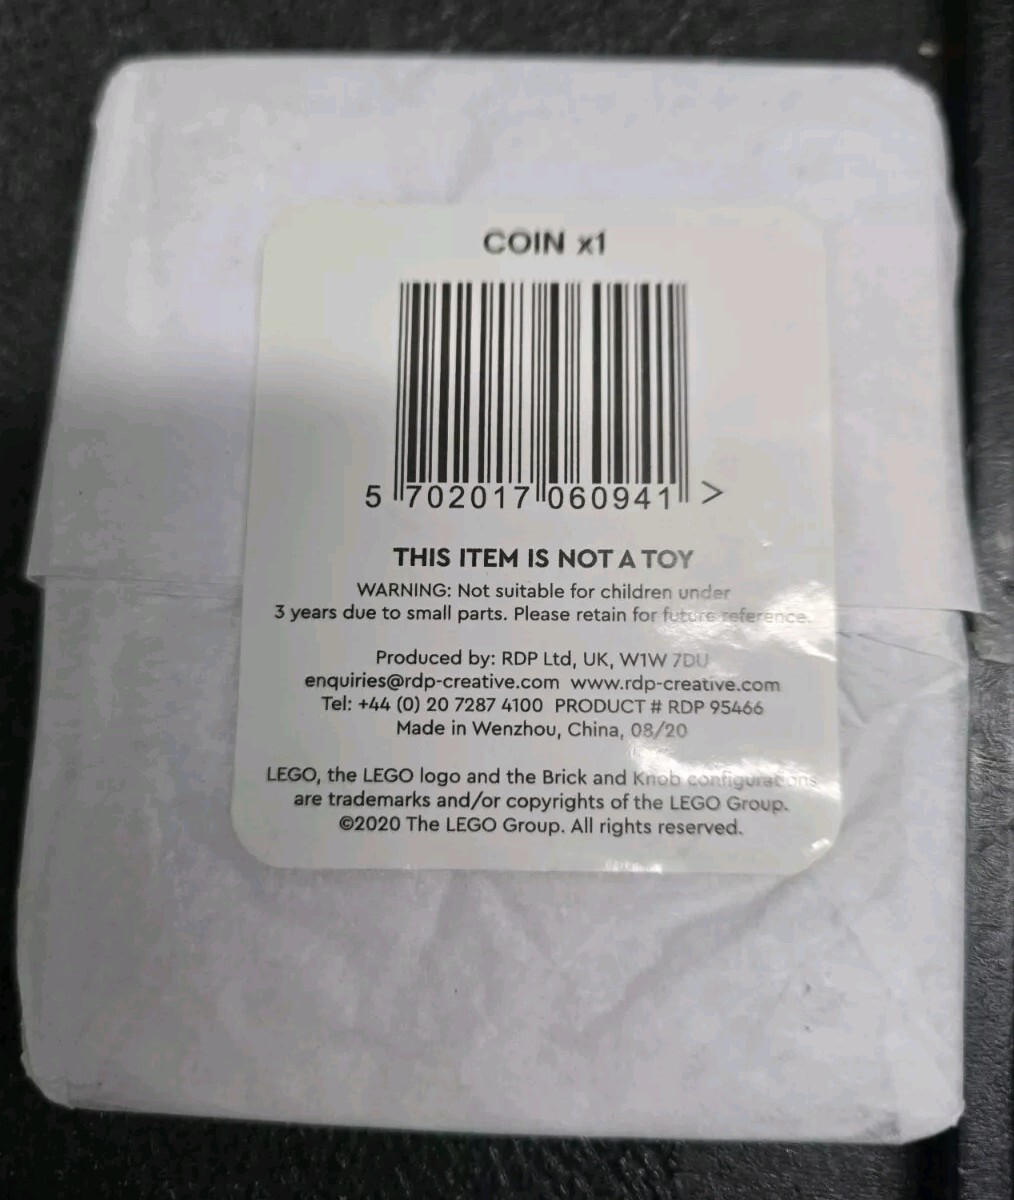 COIN x1
5 702017 060941 >
THIS ITEM IS NOT A TOY
WARNING: Not suitable for children under
3 years due to small parts. Please retain for future reference.
Produced by: RDP Ltd, UK, W1W 7DU
enquiries@rdp-creative.com www.rdp-creative.com
Tel: +44 (0) 20 7287 4100 PRODUCT # RDP 95466
Made in Wenzhou, China, 08/20
LEGO, the LEGO logo and the Brick and Knob configurations
are trademarks and/or copyrights of the LEGO Group.
©2020 The LEGO Group. All rights reserved.